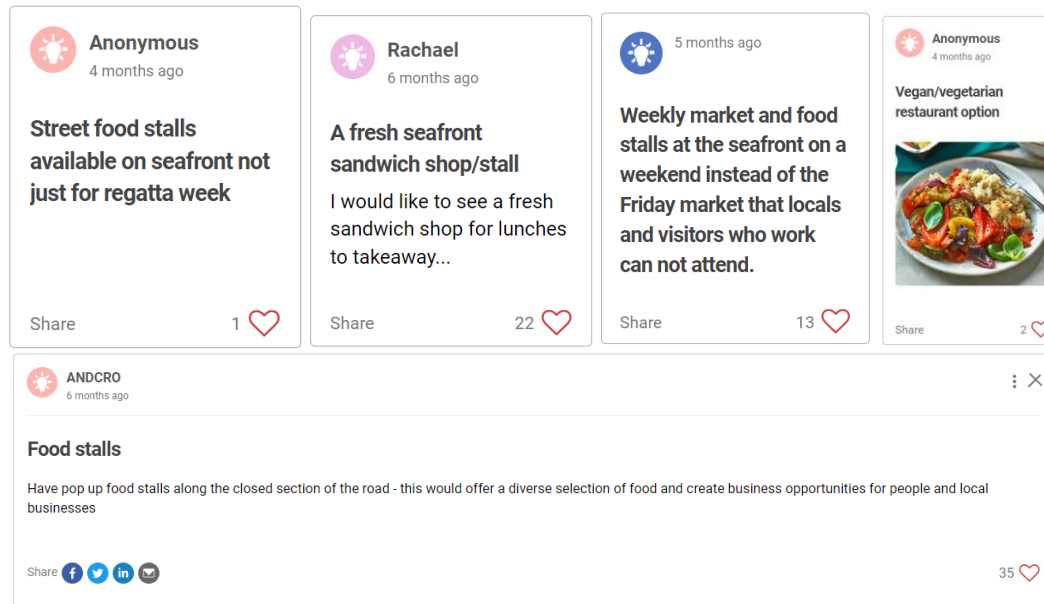 Anonymous
4 months ago
Street food stalls
available on seafront not
just for regatta week
Share
1
Rachael
6 months ago
A fresh seafront
sandwich shop/stall
I would like to see a fresh
sandwich shop for lunches
to takeaway...
Share
22
5 months ago
Weekly market and food
stalls at the seafront on a
weekend instead of the
Friday market that locals
and visitors who work
can not attend.
Share
13
Anonymous
4 months ago
Vegan/vegetarian
restaurant option
Share
2
ANDCRO
6 months ago
Food stalls
Have pop up food stalls along the closed section of the road - this would offer a diverse selection of food and create business opportunities for people and local
businesses
Share
35